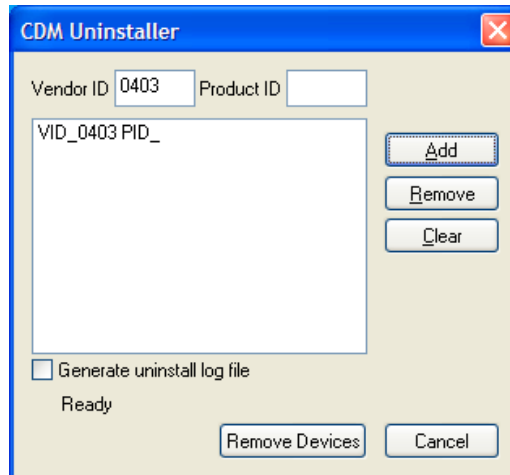 CDM Uninstaller
Vendor ID 0403 Product ID
VID_0403 PID_
Add
Remove
Clear
Generate uninstall log file
Ready
Remove Devices Cancel